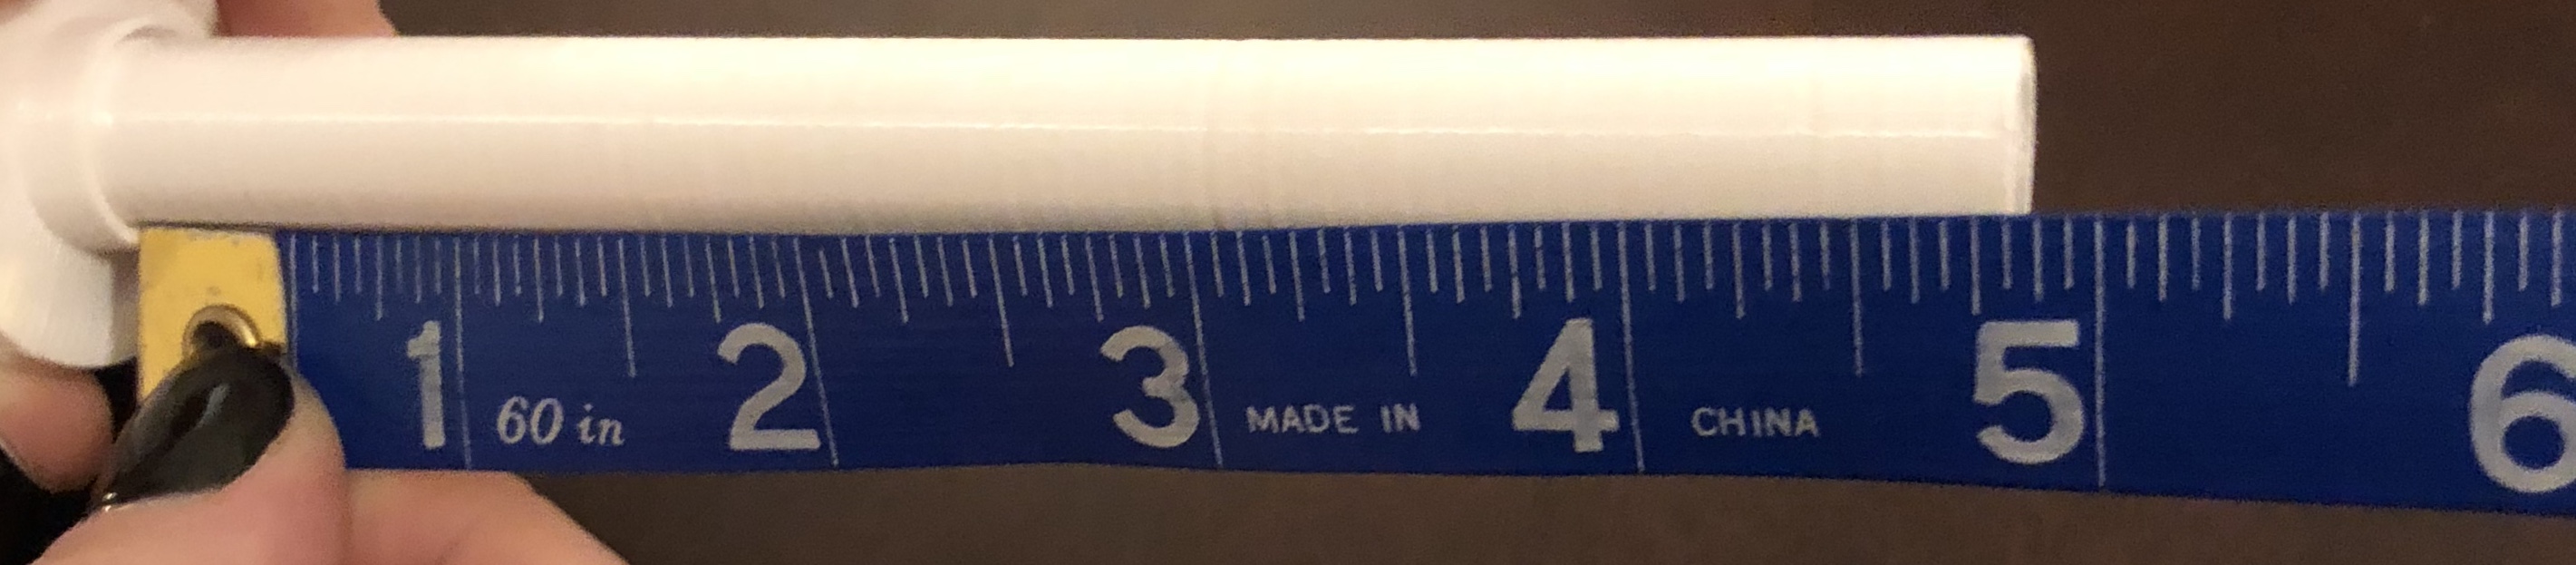 1 60 in 2 3 MADE IN 4 CHINA 5 6